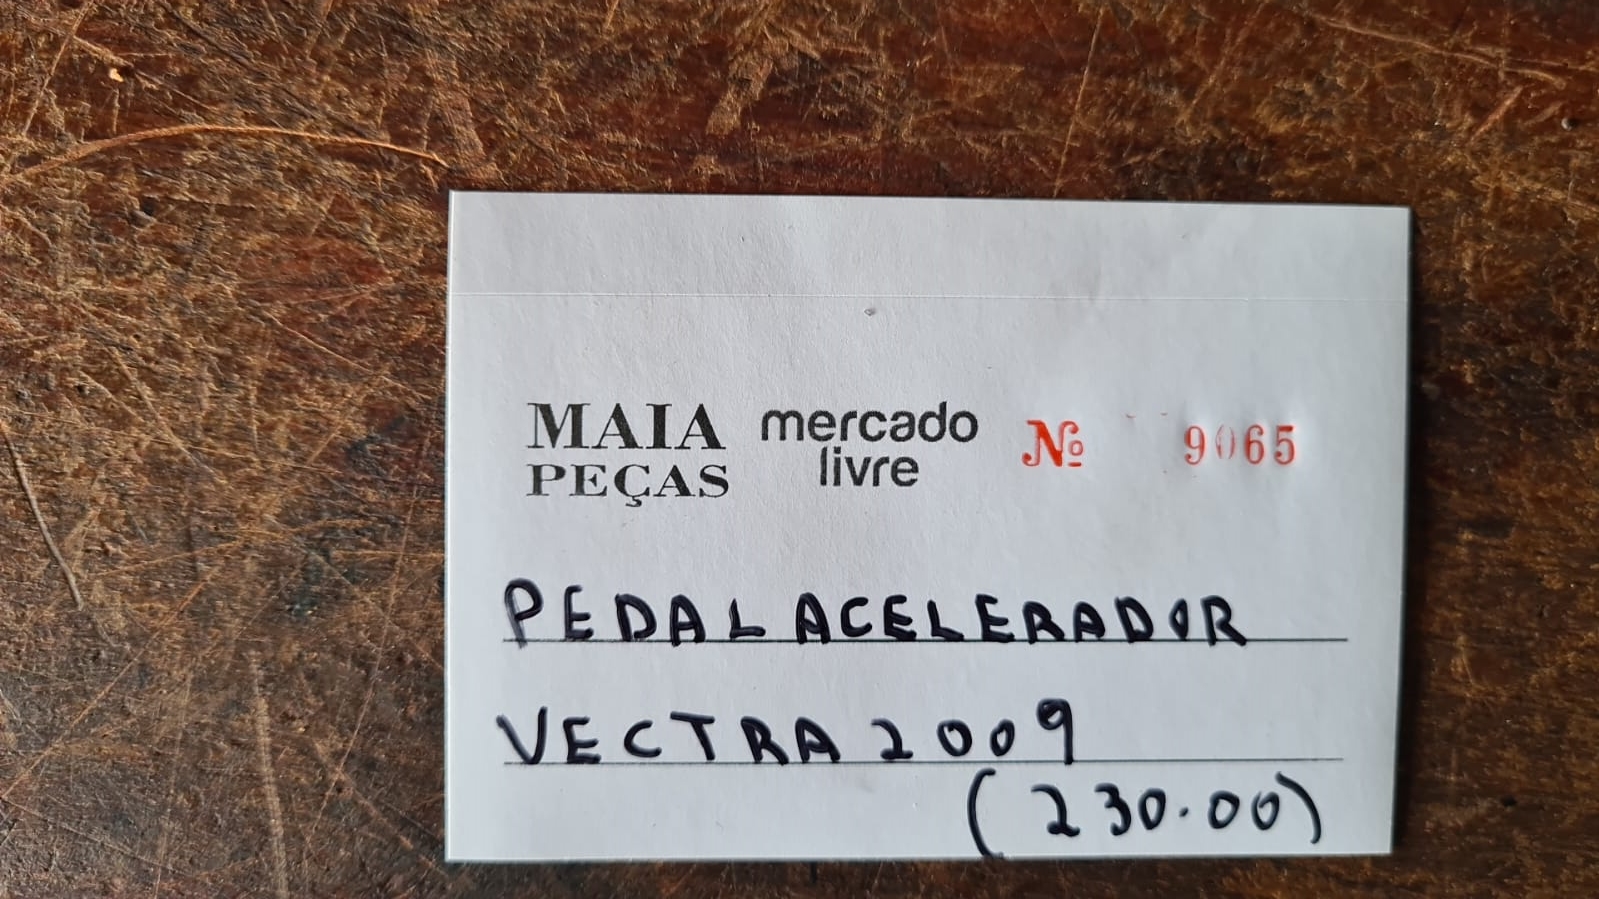 MAIA PEÇAS mercado livre Nº 9065
PEDAL ACELERADOR
VECTRA 2009
(230.00)